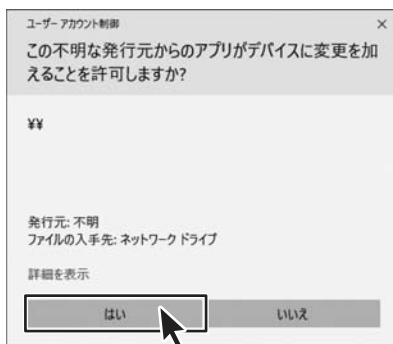 ユーザー アカウント制御
この不明な発行元からのアプリがデバイスに変更を加
えることを許可しますか?
¥¥
発行元: 不明
ファイルの入手先: ネットワーク ドライブ
詳細を表示
はい
いいえ